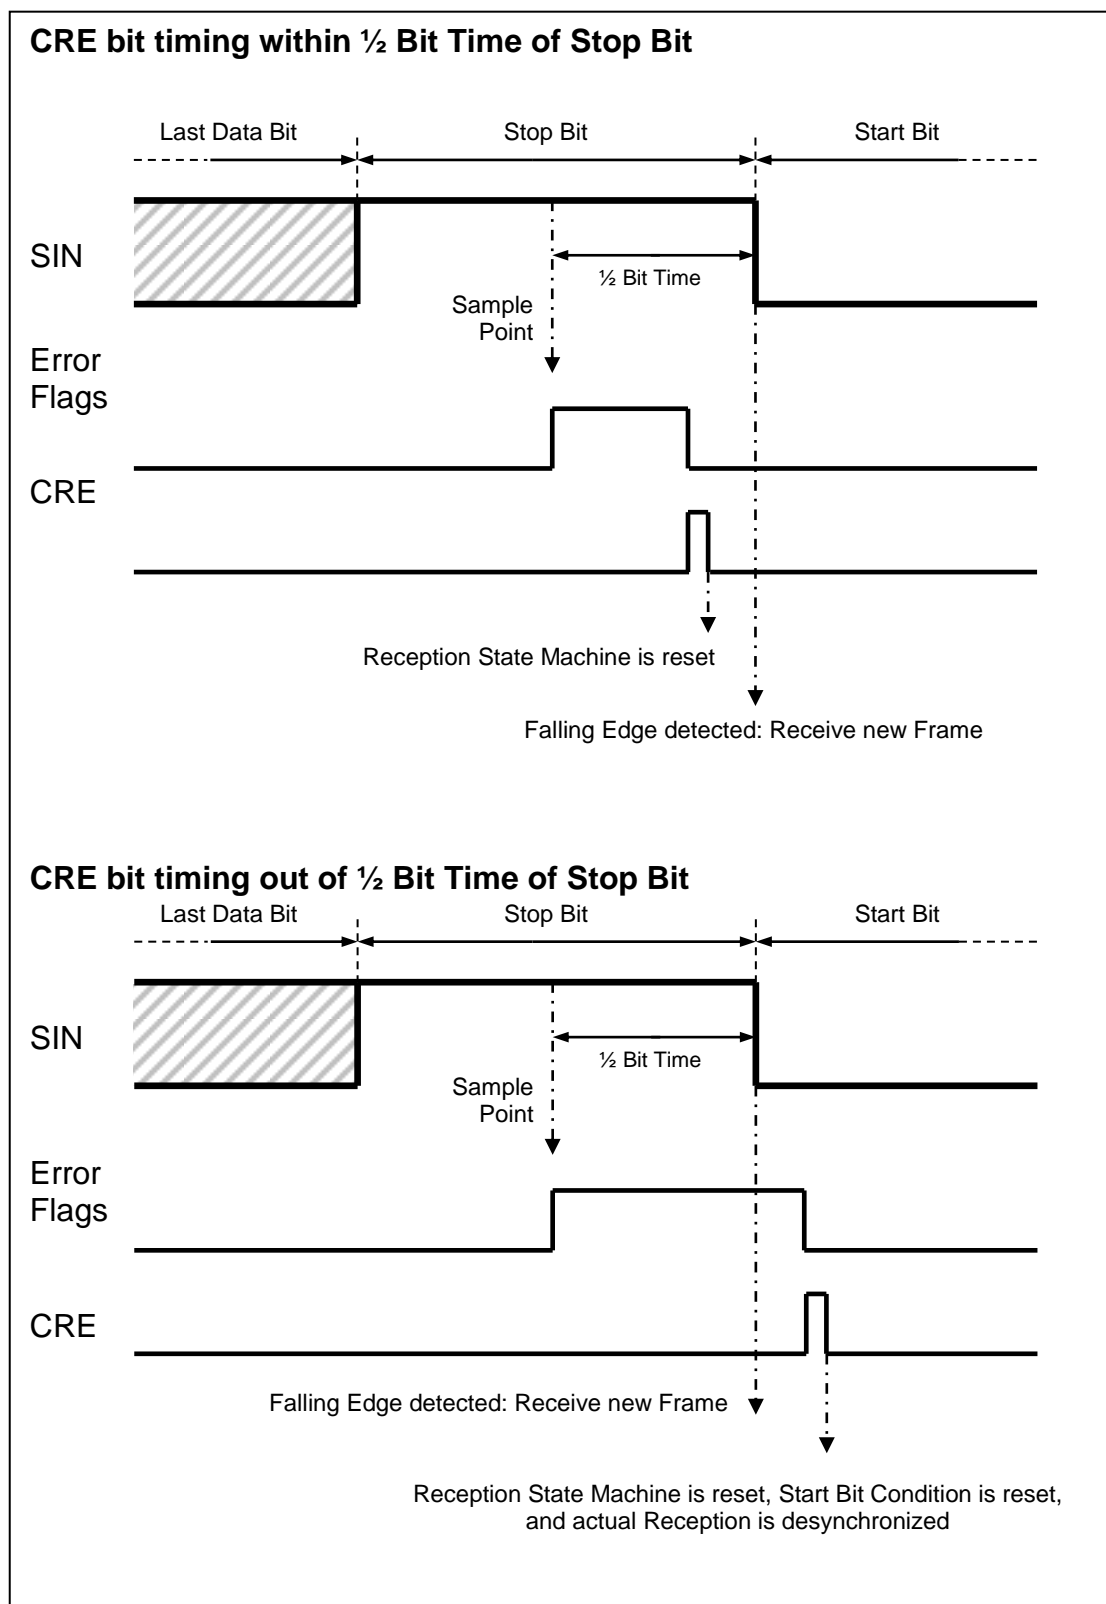 CRE bit timing within ½ Bit Time of Stop Bit
Last Data Bit
Stop Bit
Start Bit
SIN
½ Bit Time
Sample
Point
Error
Flags
CRE
Reception State Machine is reset
Falling Edge detected: Receive new Frame
CRE bit timing out of ½ Bit Time of Stop Bit
Last Data Bit
Stop Bit
Start Bit
SIN
½ Bit Time
Sample
Point
Error
Flags
CRE
Falling Edge detected: Receive new Frame
Reception State Machine is reset, Start Bit Condition is reset,
and actual Reception is desynchronized